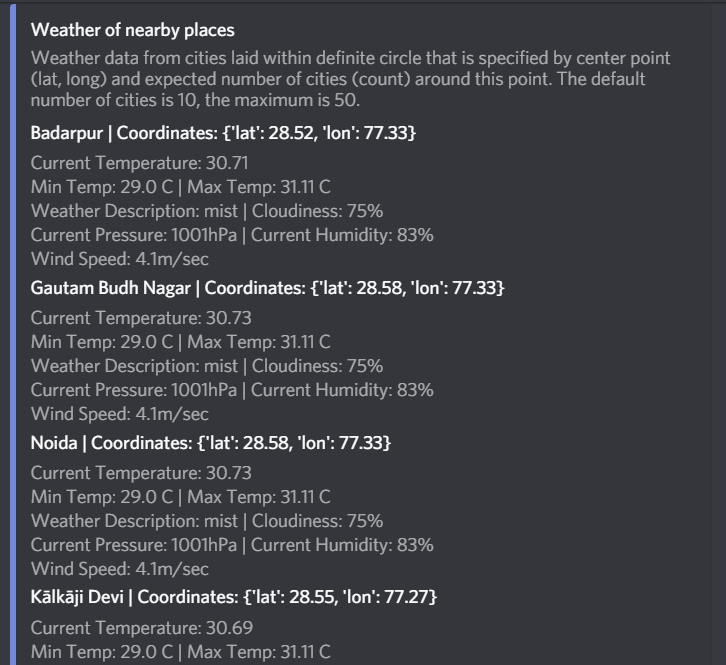 Weather of nearby places
Weather data from cities laid within definite circle that is specified by center point
(lat, long) and expected number of cities (count) around this point. The default
number of cities is 10, the maximum is 50.
Badarpur | Coordinates: {'lat': 28.52, 'lon': 77.33}
Current Temperature: 30.71
Min Temp: 29.0 C | Max Temp: 31.11 C
Weather Description: mist | Cloudiness: 75%
Current Pressure: 1001hPa | Current Humidity: 83%
Wind Speed: 4.1m/sec
Gautam Budh Nagar | Coordinates: {'lat': 28.58, 'lon': 77.33}
Current Temperature: 30.73
Min Temp: 29.0 C | Max Temp: 31.11 C
Weather Description: mist | Cloudiness: 75%
Current Pressure: 1001hPa | Current Humidity: 83%
Wind Speed: 4.1m/sec
Noida | Coordinates: {'lat': 28.58, 'lon': 77.33}
Current Temperature: 30.73
Min Temp: 29.0 C | Max Temp: 31.11 C
Weather Description: mist | Cloudiness: 75%
Current Pressure: 1001hPa | Current Humidity: 83%
Wind Speed: 4.1m/sec
Kālkāji Devi | Coordinates: {'lat': 28.55, 'lon': 77.27}
Current Temperature: 30.69
Min Temp: 29.0 C | Max Temp: 31.11 C